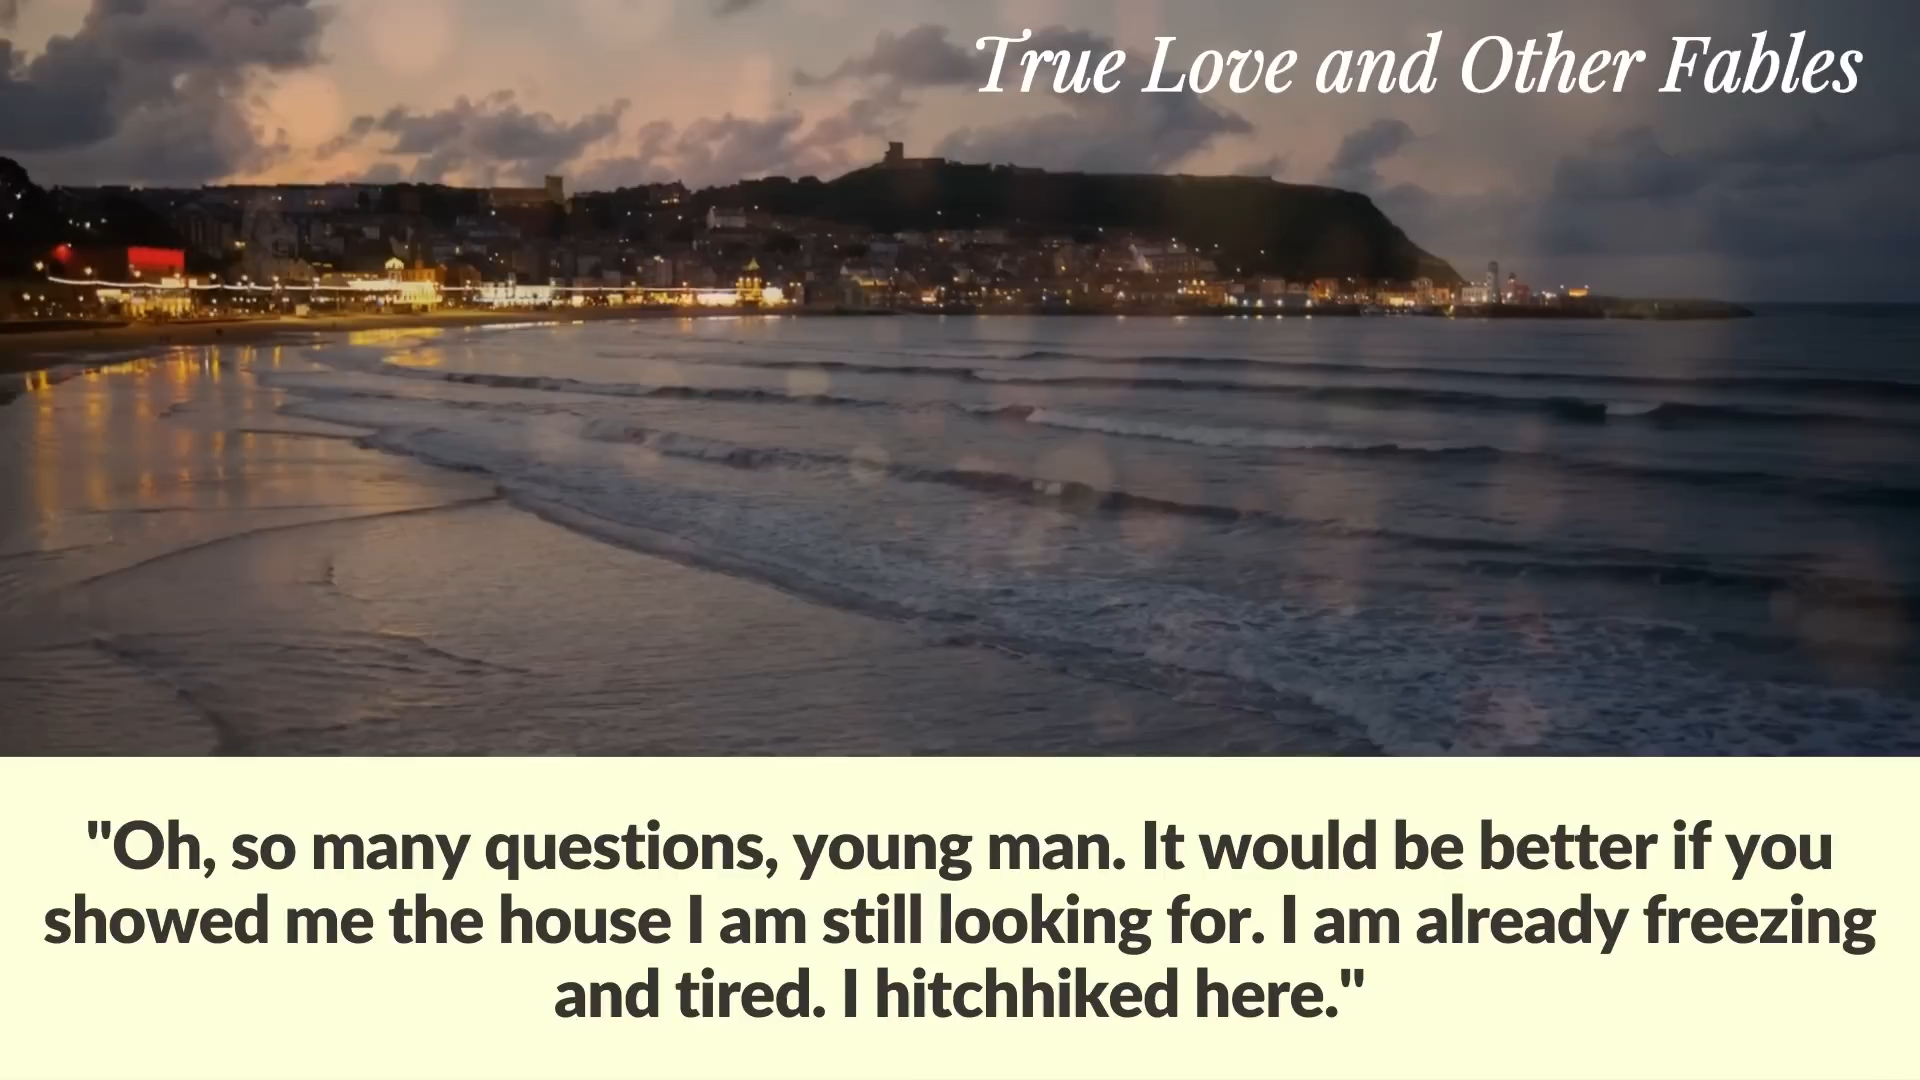 True Love and Other Fables
"Oh, so many questions, young man. It would be better if you
showed me the house I am still looking for. I am already freezing
and tired. I hitchhiked here."